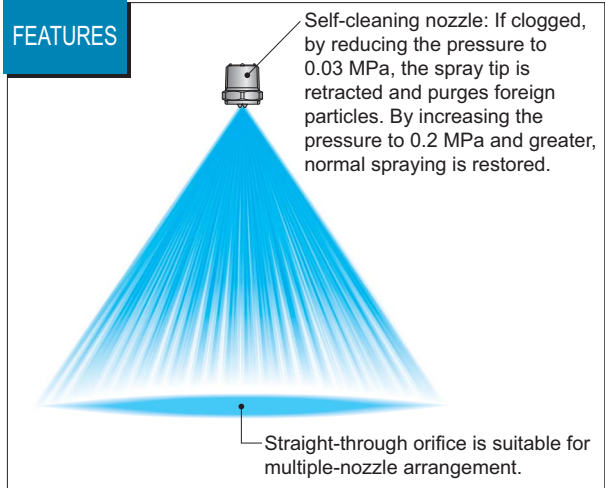 FEATURES
Self-cleaning nozzle: If clogged,
by reducing the pressure to
0.03 MPa, the spray tip is
retracted and purges foreign
particles. By increasing the
pressure to 0.2 MPa and greater,
normal spraying is restored.
Straight-through orifice is suitable for
multiple-nozzle arrangement.